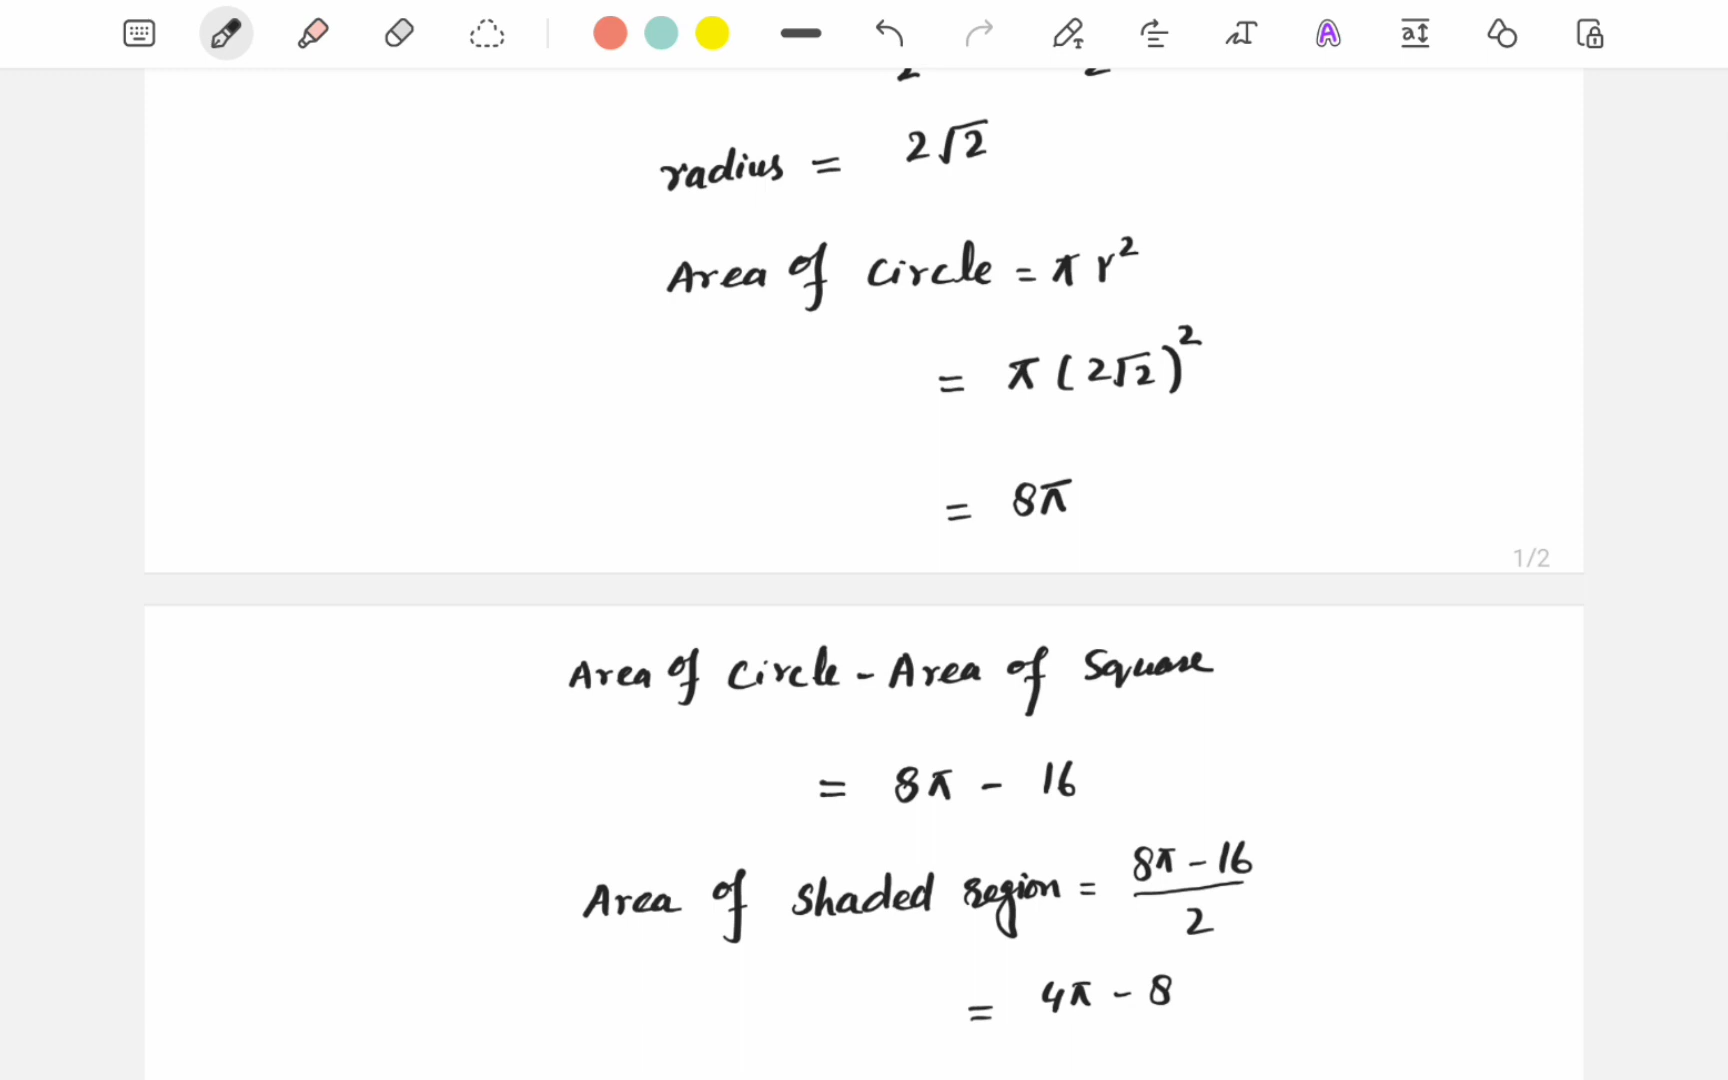 radius = 2√2
Area of circle = π r²
= π (2√2)²
= 8π
1/2
Area of circle - Area of Square
= 8π - 16
Area of shaded region = (8π - 16)/2
= 4π - 8